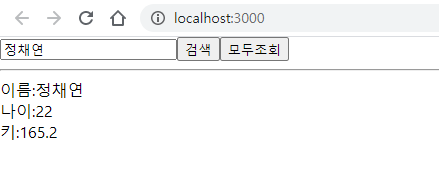 localhost:3000
정채연 검색 모두조회
이름:정채연
나이:22
키:165.2